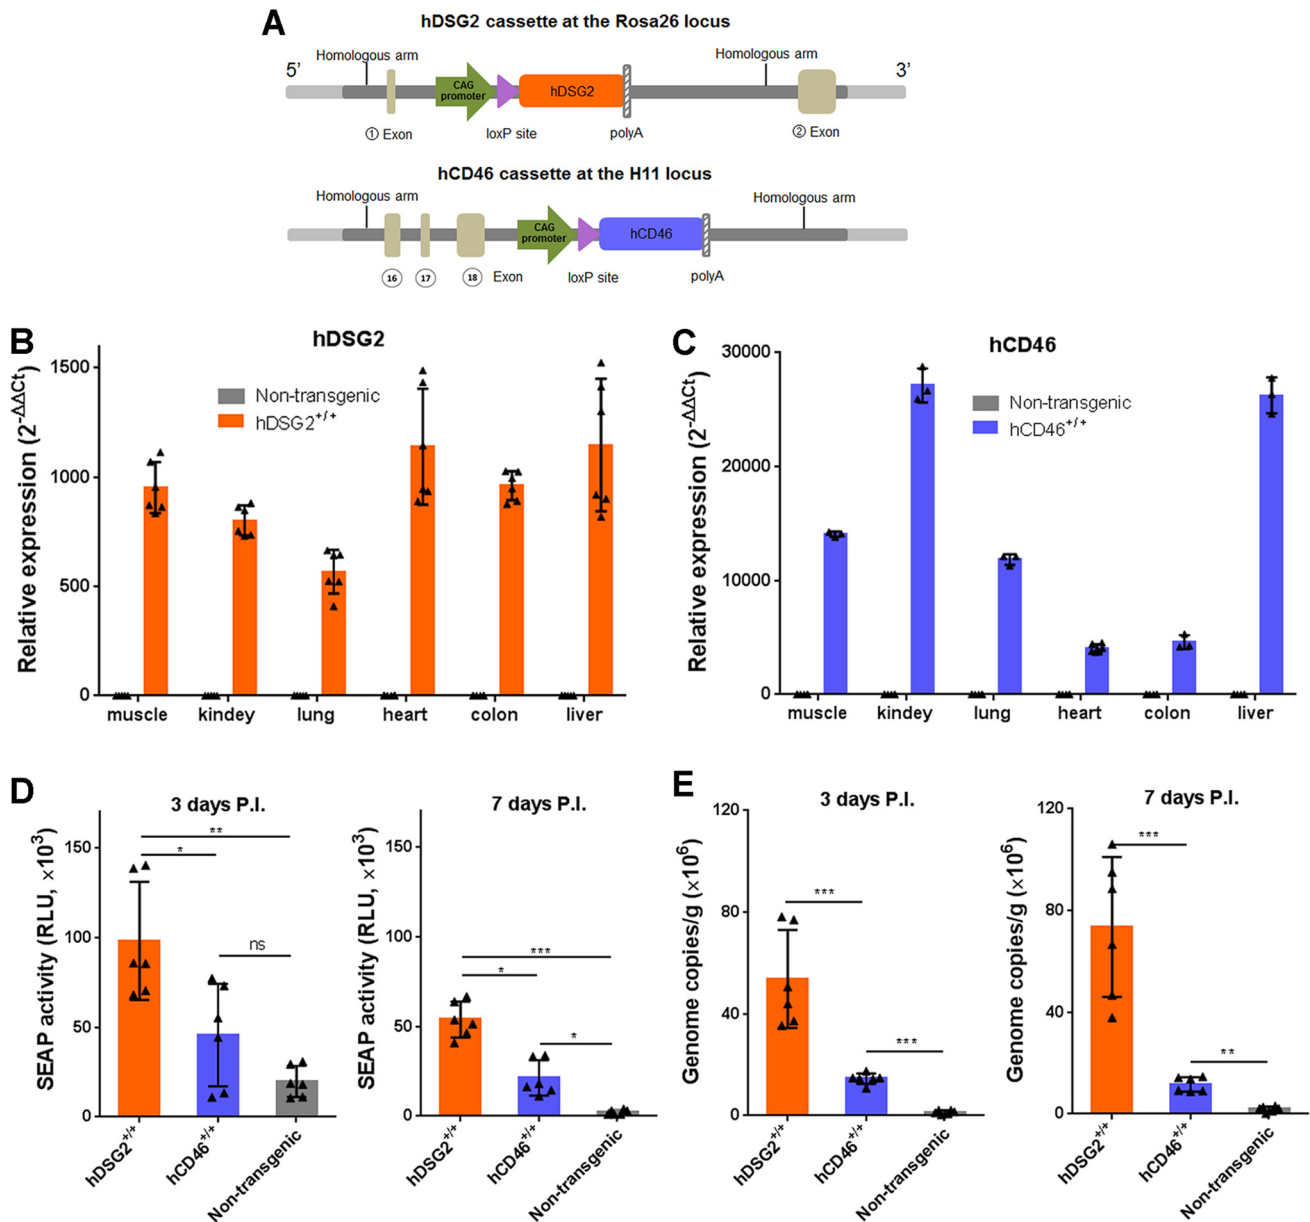 A
hDSG2 cassette at the Rosa26 locus
Homologous arm
Homologous arm
5’
3’
CAG
promoter
hDSG2
① Exon
loxP site
polyA
② Exon
hCD46 cassette at the H11 locus
Homologous arm
Homologous arm
CAG
promoter
hCD46
16
17
18
Exon
loxP site
polyA
B
hDSG2
Relative expression (2^-ΔΔCt)
1500
1000
500
0
Non-transgenic
hDSG2+/+
muscle
kindey
lung
heart
colon
liver
C
hCD46
Relative expression (2^-ΔΔCt)
30000
20000
10000
0
Non-transgenic
hCD46+/+
muscle
kindey
lung
heart
colon
liver
D
3 days P.I.
SEAP activity (RLU, ×10³)
150
100
50
0
**
*
ns
hDSG2+/+
hCD46+/+
Non-transgenic
7 days P.I.
SEAP activity (RLU, ×10³)
150
100
50
0
***
*
*
hDSG2+/+
hCD46+/+
Non-transgenic
E
3 days P.I.
Genome copies/g (×10⁶)
120
80
40
0
***
***
hDSG2+/+
hCD46+/+
Non-transgenic
7 days P.I.
Genome copies/g (×10⁶)
120
80
40
0
***
**
hDSG2+/+
hCD46+/+
Non-transgenic